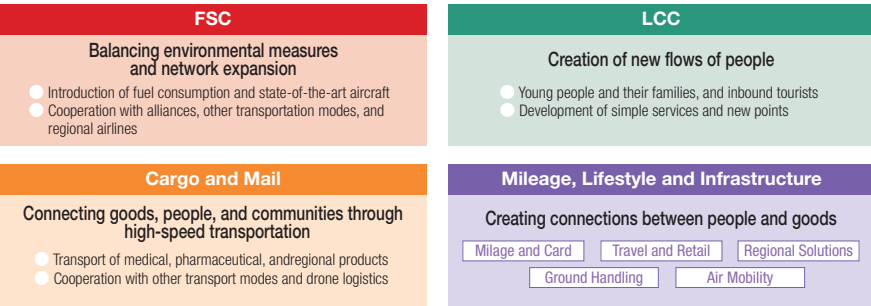 FSC
Balancing environmental measures
and network expansion
Introduction of fuel consumption and state-of-the-art aircraft
Cooperation with alliances, other transportation modes, and
regional airlines
LCC
Creation of new flows of people
Young people and their families, and inbound tourists
Development of simple services and new points
Cargo and Mail
Connecting goods, people, and communities through
high-speed transportation
Transport of medical, pharmaceutical, andregional products
Cooperation with other transport modes and drone logistics
Mileage, Lifestyle and Infrastructure
Creating connections between people and goods
Milage and Card
Travel and Retail
Regional Solutions
Ground Handling
Air Mobility